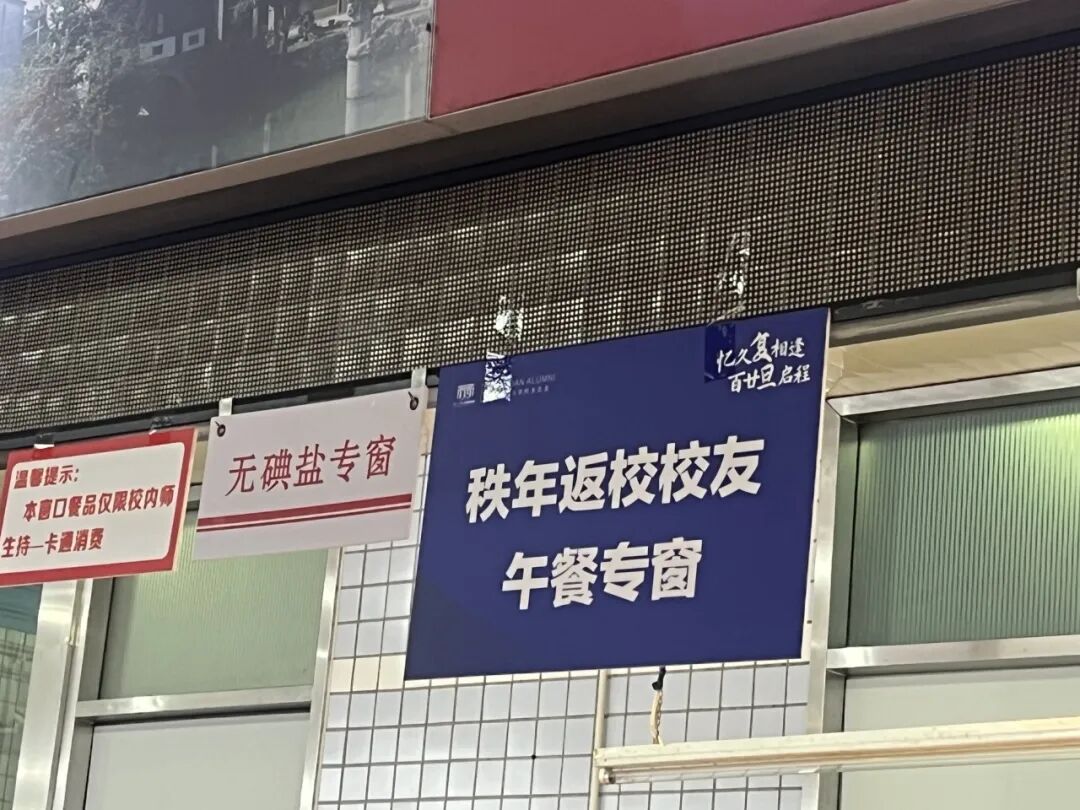 温馨提示:
本窗口餐品仅限校内师
生持一卡通消费
无碘盐专窗
ALUMNI
忆久复相逢
百廿旦启程
秩年返校校友
午餐专窗